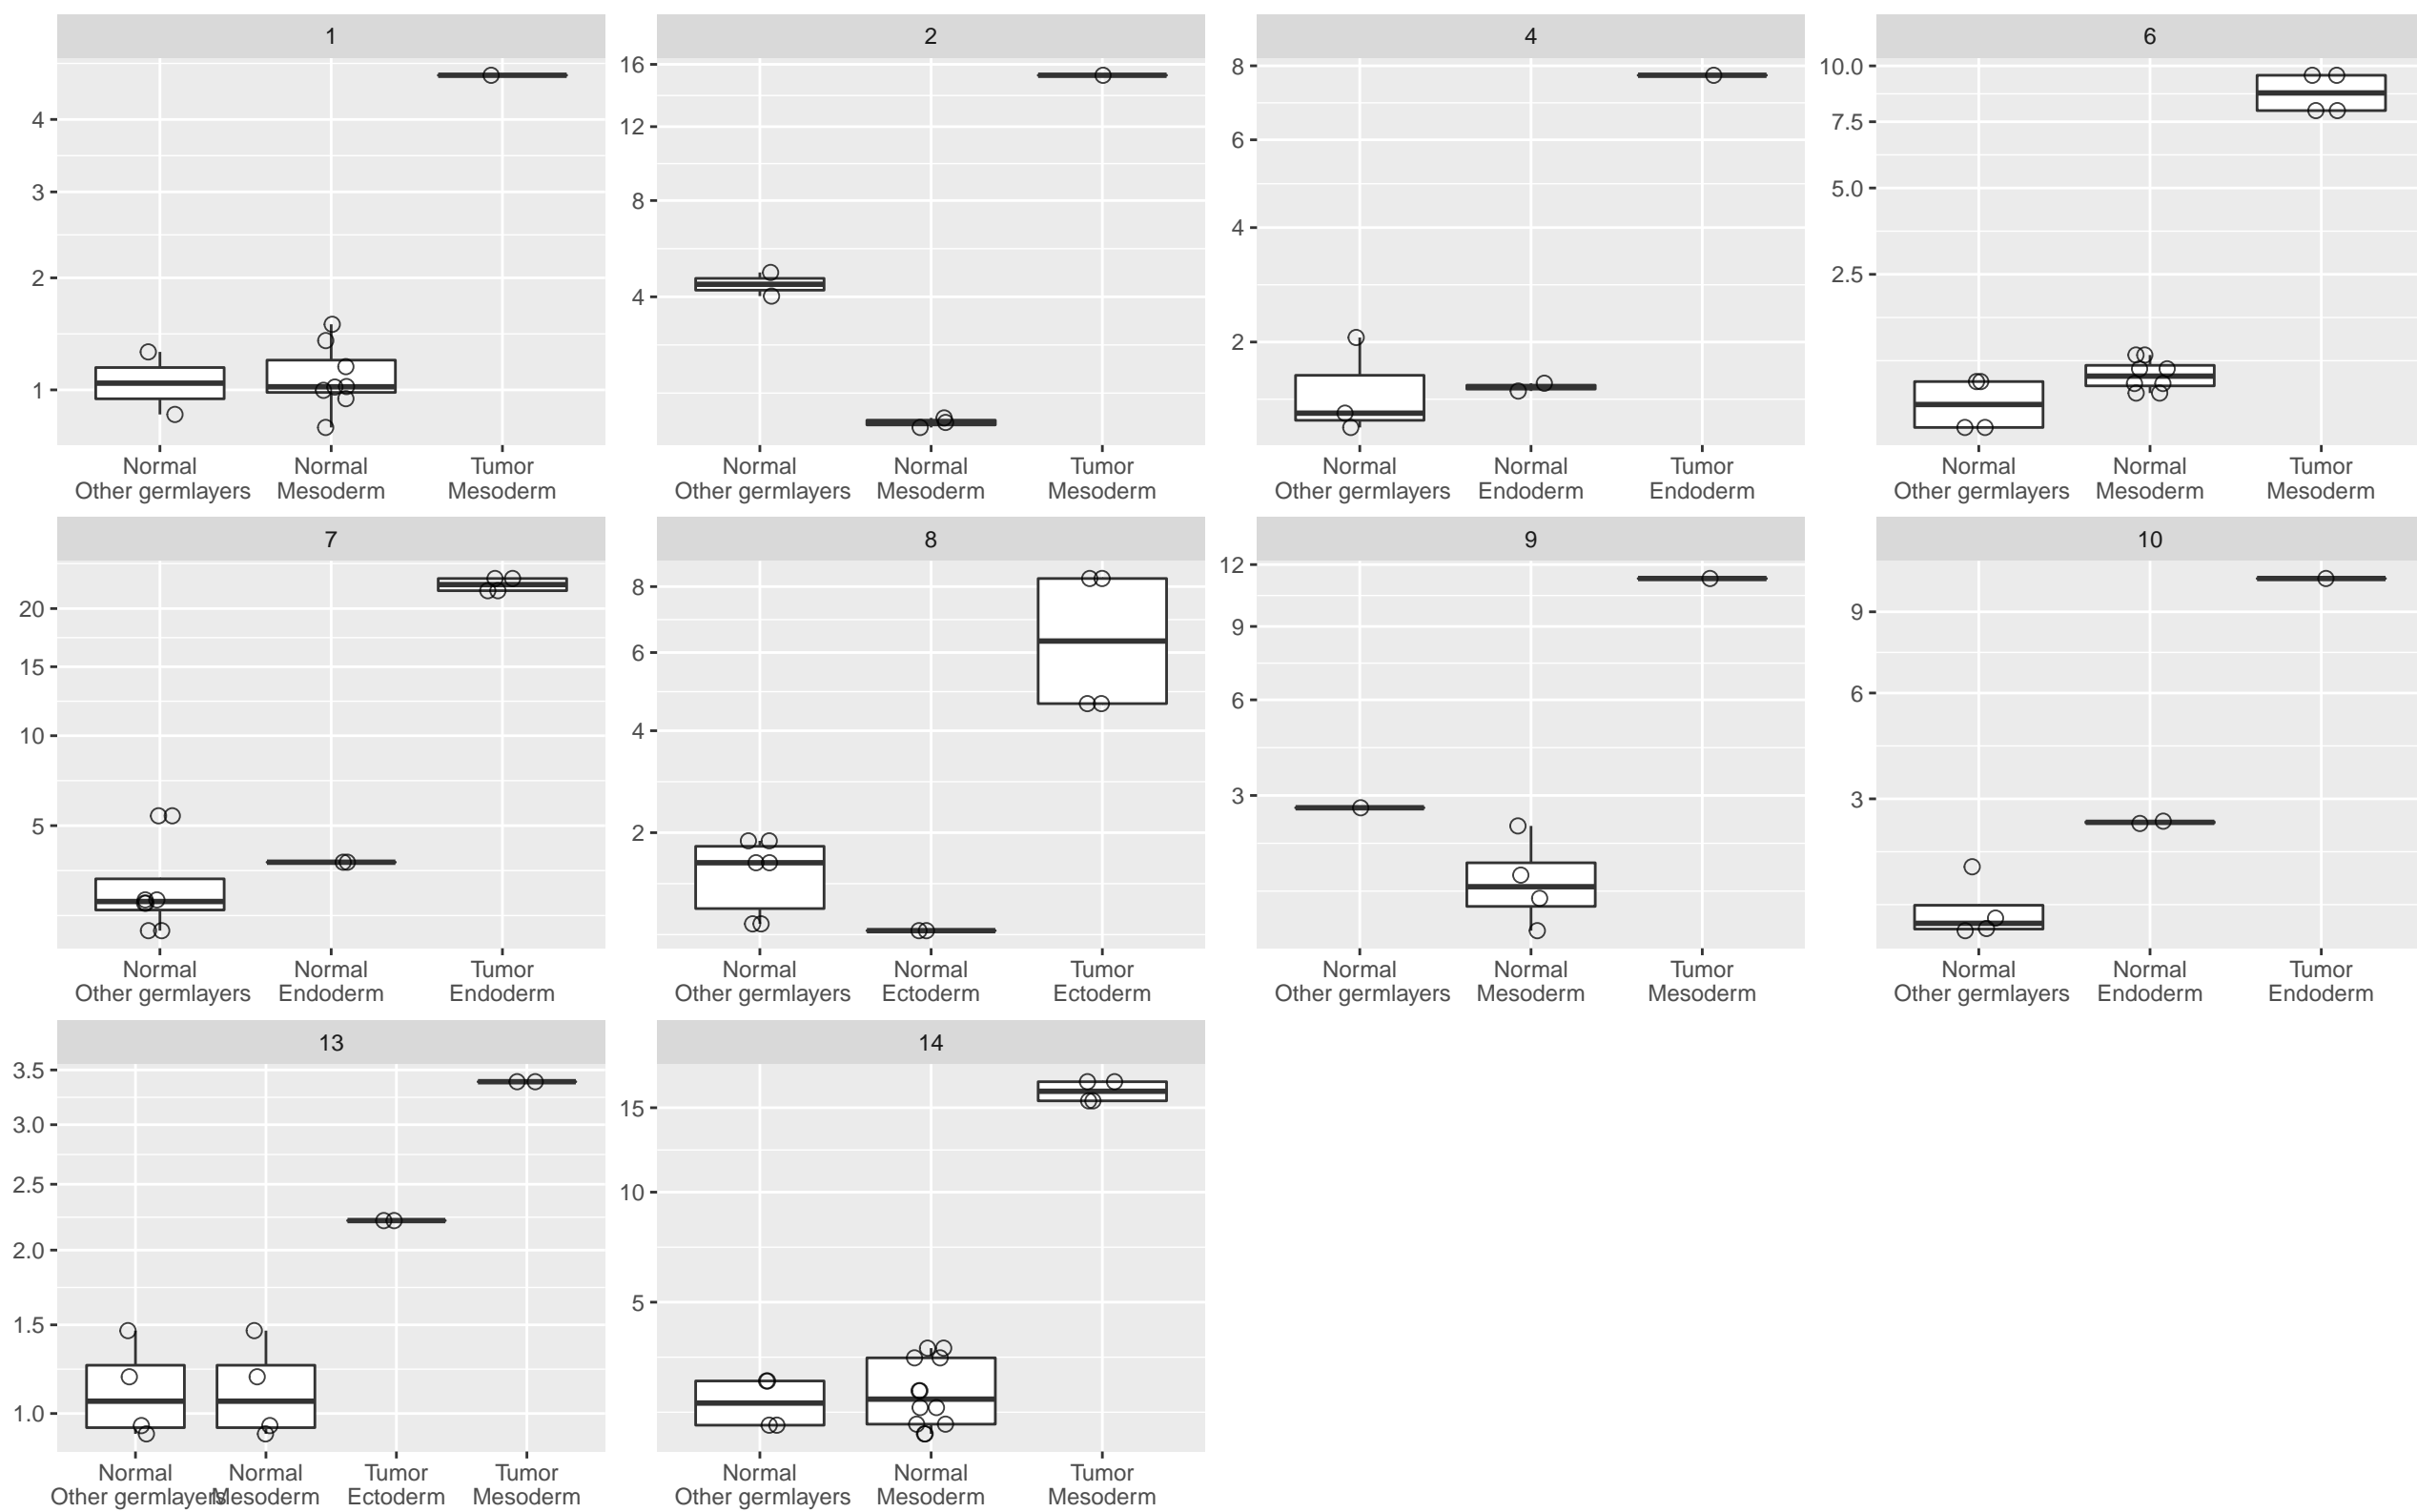 1
2
4
6
4
3
2
1
16
12
8
4
8
6
4
2
10.0
7.5
5.0
2.5
Normal
Other germlayers
Normal
Mesoderm
Tumor
Mesoderm
Normal
Other germlayers
Normal
Mesoderm
Tumor
Mesoderm
Normal
Other germlayers
Normal
Endoderm
Tumor
Endoderm
Normal
Other germlayers
Normal
Mesoderm
Tumor
Mesoderm
7
8
9
10
20
15
10
5
8
6
4
2
12
9
6
3
9
6
3
Normal
Other germlayers
Normal
Endoderm
Tumor
Endoderm
Normal
Other germlayers
Normal
Ectoderm
Tumor
Ectoderm
Normal
Other germlayers
Normal
Mesoderm
Tumor
Mesoderm
Normal
Other germlayers
Normal
Endoderm
Tumor
Endoderm
13
14
3.5
3.0
2.5
2.0
1.5
1.0
15
10
5
Normal
Other germlayers
Normal
Mesoderm
Tumor
Ectoderm
Tumor
Mesoderm
Normal
Other germlayers
Normal
Mesoderm
Tumor
Mesoderm